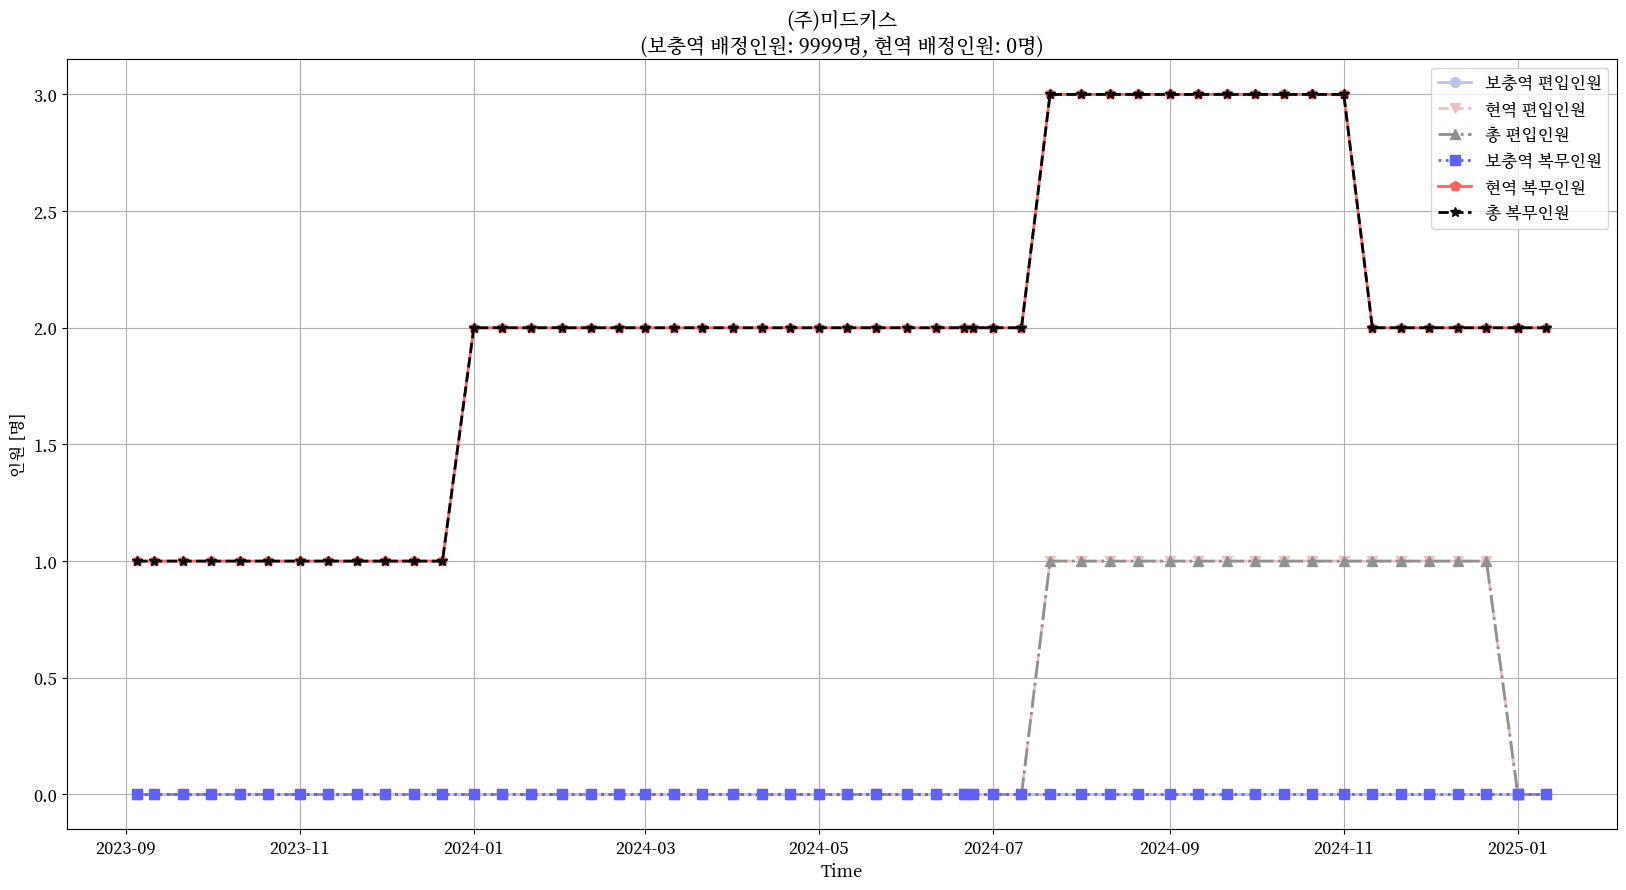 (주)미드키스
(보충역 배정인원: 9999명, 현역 배정인원: 0명)
보충역 편입인원
현역 편입인원
총 편입인원
보충역 복무인원
현역 복무인원
총 복무인원
인원 [명]
3.0
2.5
2.0
1.5
1.0
0.5
0.0
2023-09 2023-11 2024-01 2024-03 2024-05 2024-07 2024-09 2024-11 2025-01
Time